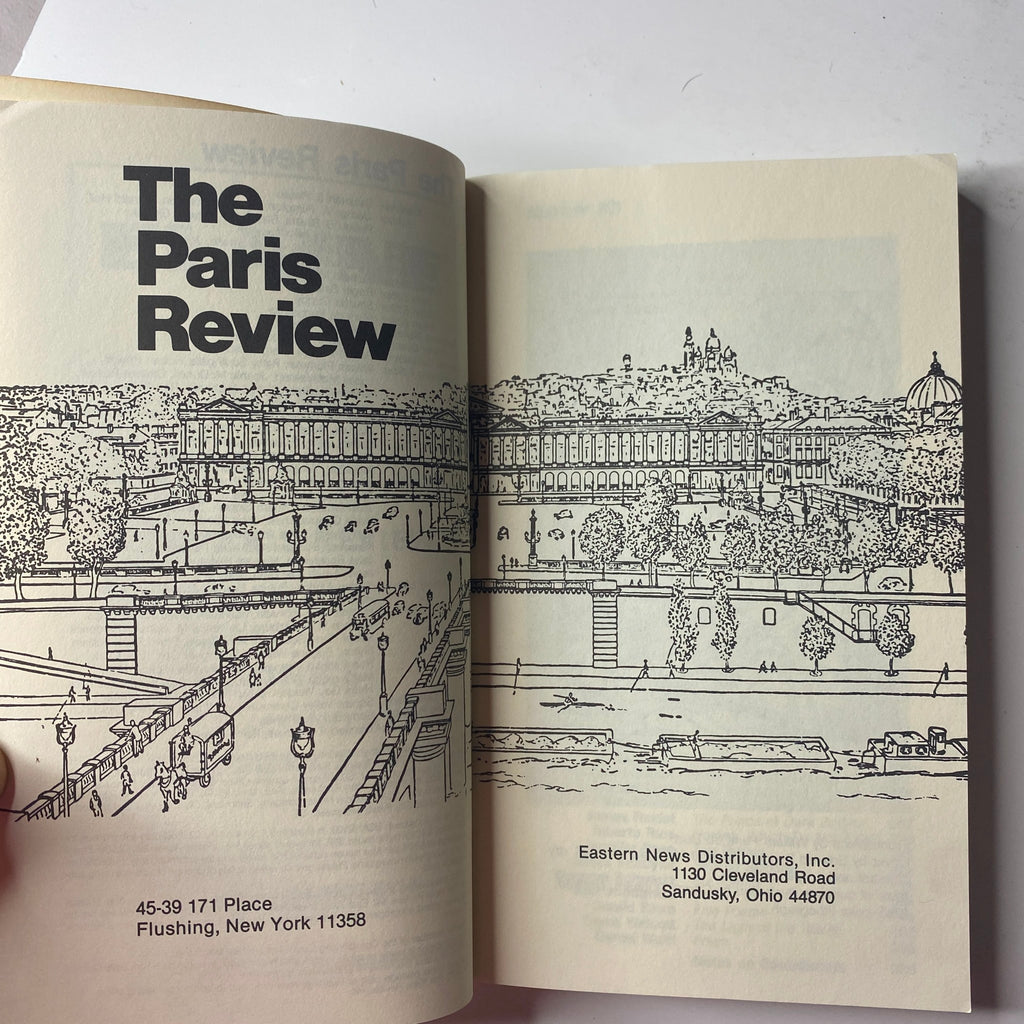 The
Paris
Review
45-39 171 Place
Flushing, New York 11358
Eastern News Distributors, Inc.
1130 Cleveland Road
Sandusky, Ohio 44870